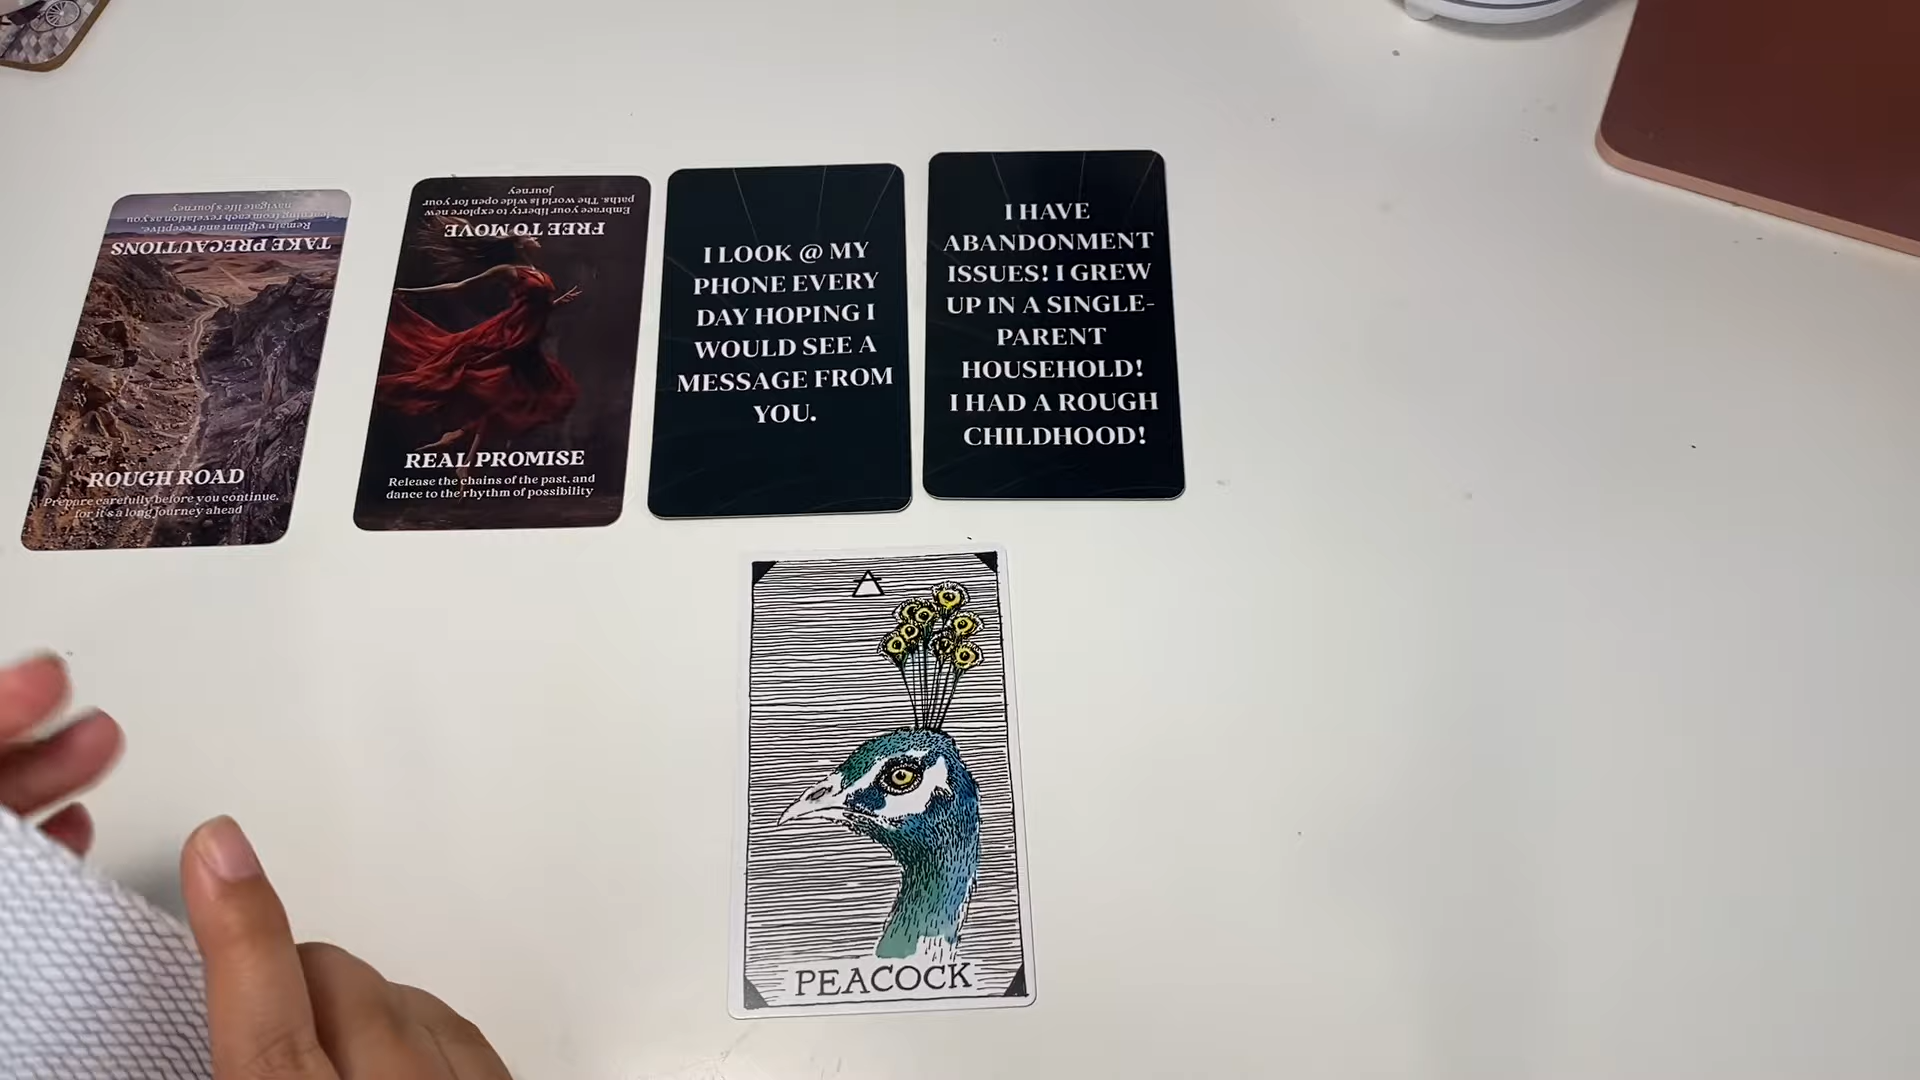 Remain vigilant and receptive,
learning from each revelation as you
navigate life's journey
TAKE PRECAUTIONS
ROUGH ROAD
Prepare carefully before you continue,
for it's a long journey ahead
FREE TO MOVE
Embrace your liberty to explore new
paths. The world is wide open for your
journey
REAL PROMISE
Release the chains of the past, and
dance to the rhythm of possibility
I LOOK @ MY
PHONE EVERY
DAY HOPING I
WOULD SEE A
MESSAGE FROM
YOU.
I HAVE
ABANDONMENT
ISSUES! I GREW
UP IN A SINGLE-
PARENT
HOUSEHOLD!
I HAD A ROUGH
CHILDHOOD!
PEACOCK